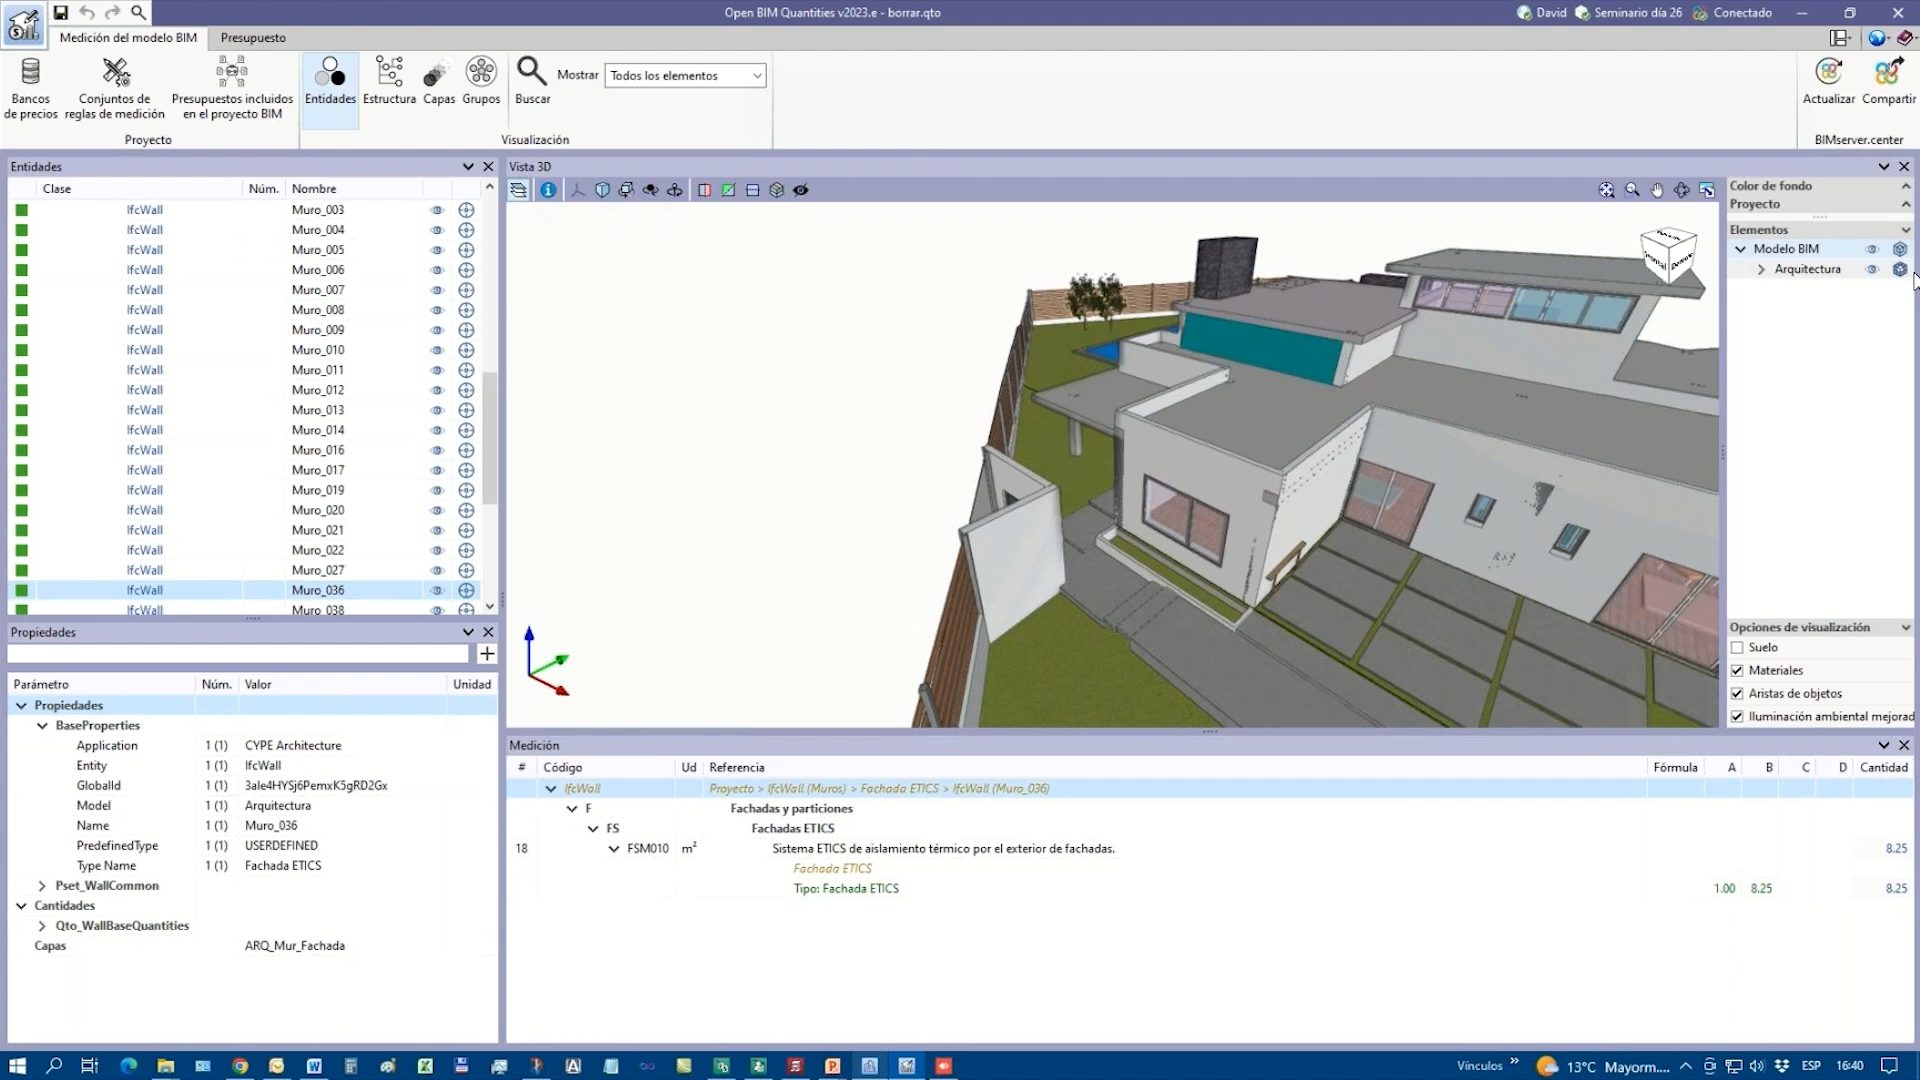 Open BIM Quantities v2023.e - borrar.qto
David
Seminario día 26
Conectado
Medición del modelo BIM
Presupuesto
Bancos
de precios
Conjuntos de
reglas de medición
Presupuestos incluidos
en el proyecto BIM
Entidades
Estructura
Capas
Grupos
Buscar
Mostrar
Todos los elementos
Actualizar
Compartir
Proyecto
Visualización
BIMserver.center
Entidades
Clase Núm. Nombre
IfcWall Muro_003
IfcWall Muro_004
IfcWall Muro_005
IfcWall Muro_006
IfcWall Muro_007
IfcWall Muro_008
IfcWall Muro_009
IfcWall Muro_010
IfcWall Muro_011
IfcWall Muro_012
IfcWall Muro_013
IfcWall Muro_014
IfcWall Muro_016
IfcWall Muro_017
IfcWall Muro_019
IfcWall Muro_020
IfcWall Muro_021
IfcWall Muro_022
IfcWall Muro_027
IfcWall Muro_036
IfcWall Muro_038
Propiedades
Parámetro Núm. Valor Unidad
Propiedades
BaseProperties
Application 1 (1) CYPE Architecture
Entity 1 (1) IfcWall
GlobalId 1 (1) 3ale4HYSj6PemxK5gRD2Gx
Model 1 (1) Arquitectura
Name 1 (1) Muro_036
PredefinedType 1 (1) USERDEFINED
Type Name 1 (1) Fachada ETICS
Pset_WallCommon
Cantidades
Qto_WallBaseQuantities
Capas ARQ_Mur_Fachada
Vista 3D
Color de fondo
Proyecto
Elementos
Modelo BIM
Arquitectura
Opciones de visualización
Suelo
Materiales
Aristas de objetos
Iluminación ambiental mejorad
Medición
# Código Ud Referencia Fórmula A B C D Cantidad
IfcWall Proyecto > IfcWall (Muros) > Fachada ETICS > IfcWall (Muro_036)
F Fachadas y particiones
FS Fachadas ETICS
18 FSM010 m² Sistema ETICS de aislamiento térmico por el exterior de fachadas. 8.25
Fachada ETICS
Tipo: Fachada ETICS 1.00 8.25 8.25
Vínculos
13°C Mayorm....
ESP
16:40